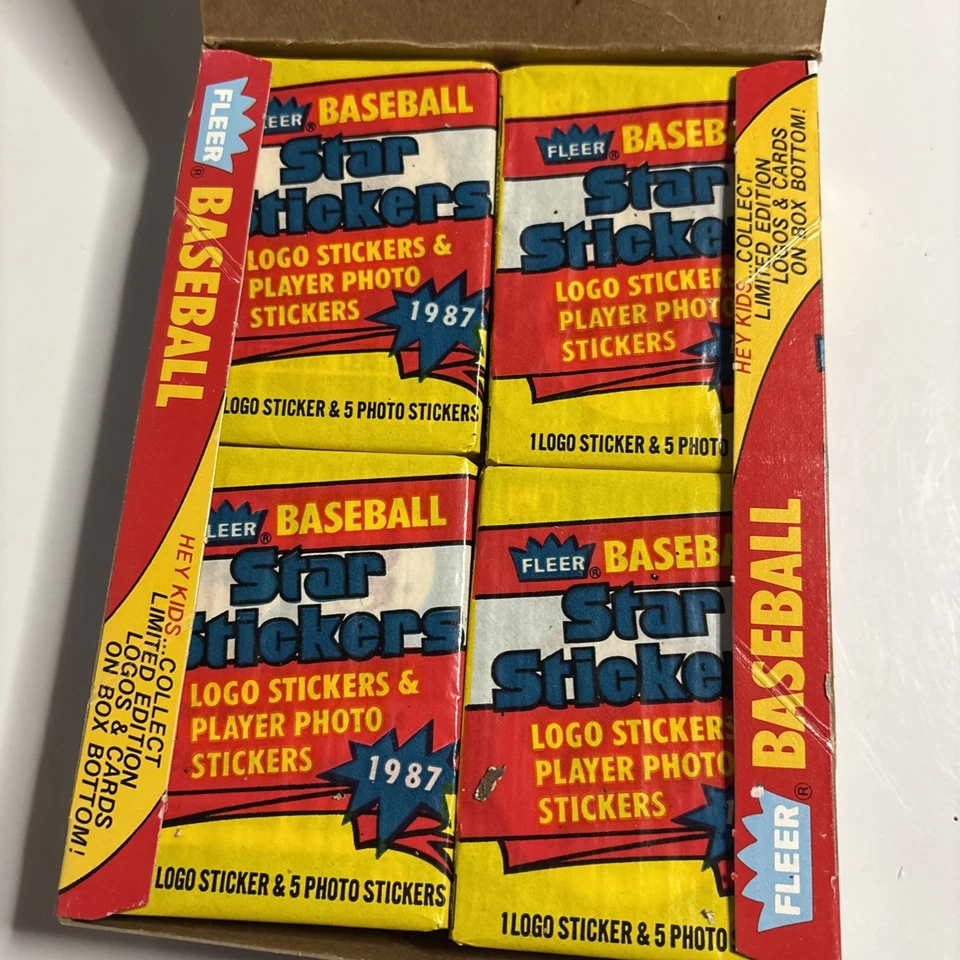 FLEER®
BASEBALL
HEY KIDS...COLLECT
LIMITED EDITION
LOGOS & CARDS
ON BOX BOTTOM!
LEER® BASEBALL
Star
tickers
LOGO STICKERS &
PLAYER PHOTO
STICKERS
1987
LOGO STICKER & 5 PHOTO STICKERS
FLEER® BASEB
Star
Sticke
LOGO STICKER
PLAYER PHOT
STICKERS
1 LOGO STICKER & 5 PHOTO
LEER® BASEBALL
Star
Stickers
LOGO STICKERS &
PLAYER PHOTO
STICKERS
1987
LOGO STICKER & 5 PHOTO STICKERS
FLEER® BASEB
Star
Sticke
LOGO STICKERS
PLAYER PHOTO
STICKERS
1 LOGO STICKER & 5 PHOTO
HEY KIDS...COLLECT
LIMITED EDITION
LOGOS & CARDS
ON BOX BOTTOM!
FLEER®
BASEBALL